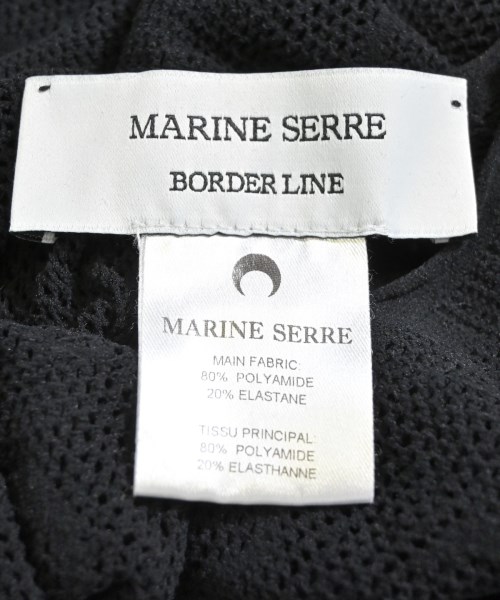 MARINE SERRE
BORDER LINE
MARINE SERRE
MAIN FABRIC:
80% POLYAMIDE
20% ELASTANE
TISSU PRINCIPAL:
80% POLYAMIDE
20% ELASTHANNE